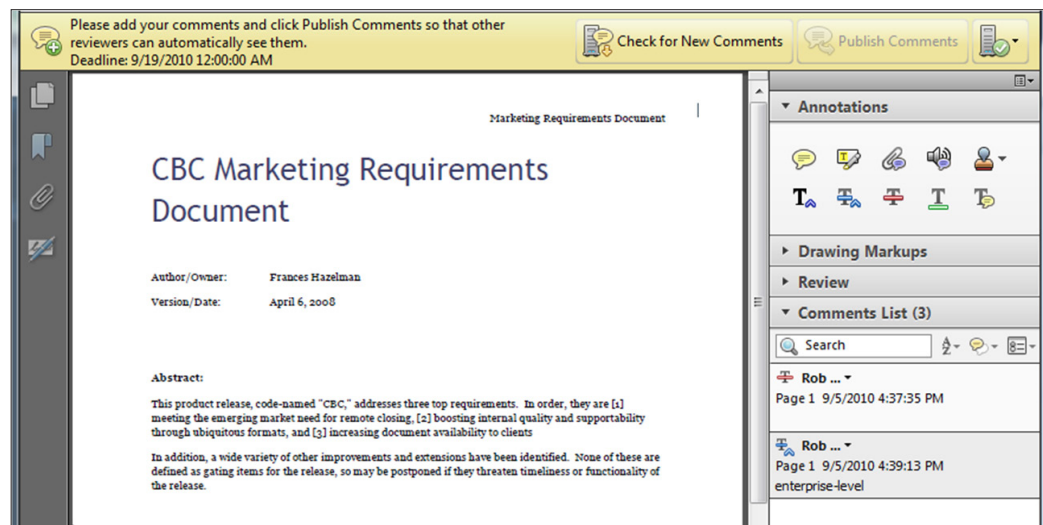 Please add your comments and click Publish Comments so that other
reviewers can automatically see them.
Deadline: 9/19/2010 12:00:00 AM
Check for New Comments
Publish Comments
Marketing Requirements Document
CBC Marketing Requirements
Document
Author/Owner: Frances Hazelman
Version/Date: April 6, 2008
Abstract:
This product release, code-named "CBC," addresses three top requirements. In order, they are [1]
meeting the emerging market need for remote closing, [2] boosting internal quality and supportability
through ubiquitous formats, and [3] increasing document availability to clients
In addition, a wide variety of other improvements and extensions have been identified. None of these are
defined as gating items for the release, so may be postponed if they threaten timeliness or functionality of
the release.
Annotations
Drawing Markups
Review
Comments List (3)
Search
Rob ...
Page 1 9/5/2010 4:37:35 PM
Rob ...
Page 1 9/5/2010 4:39:13 PM
enterprise-level